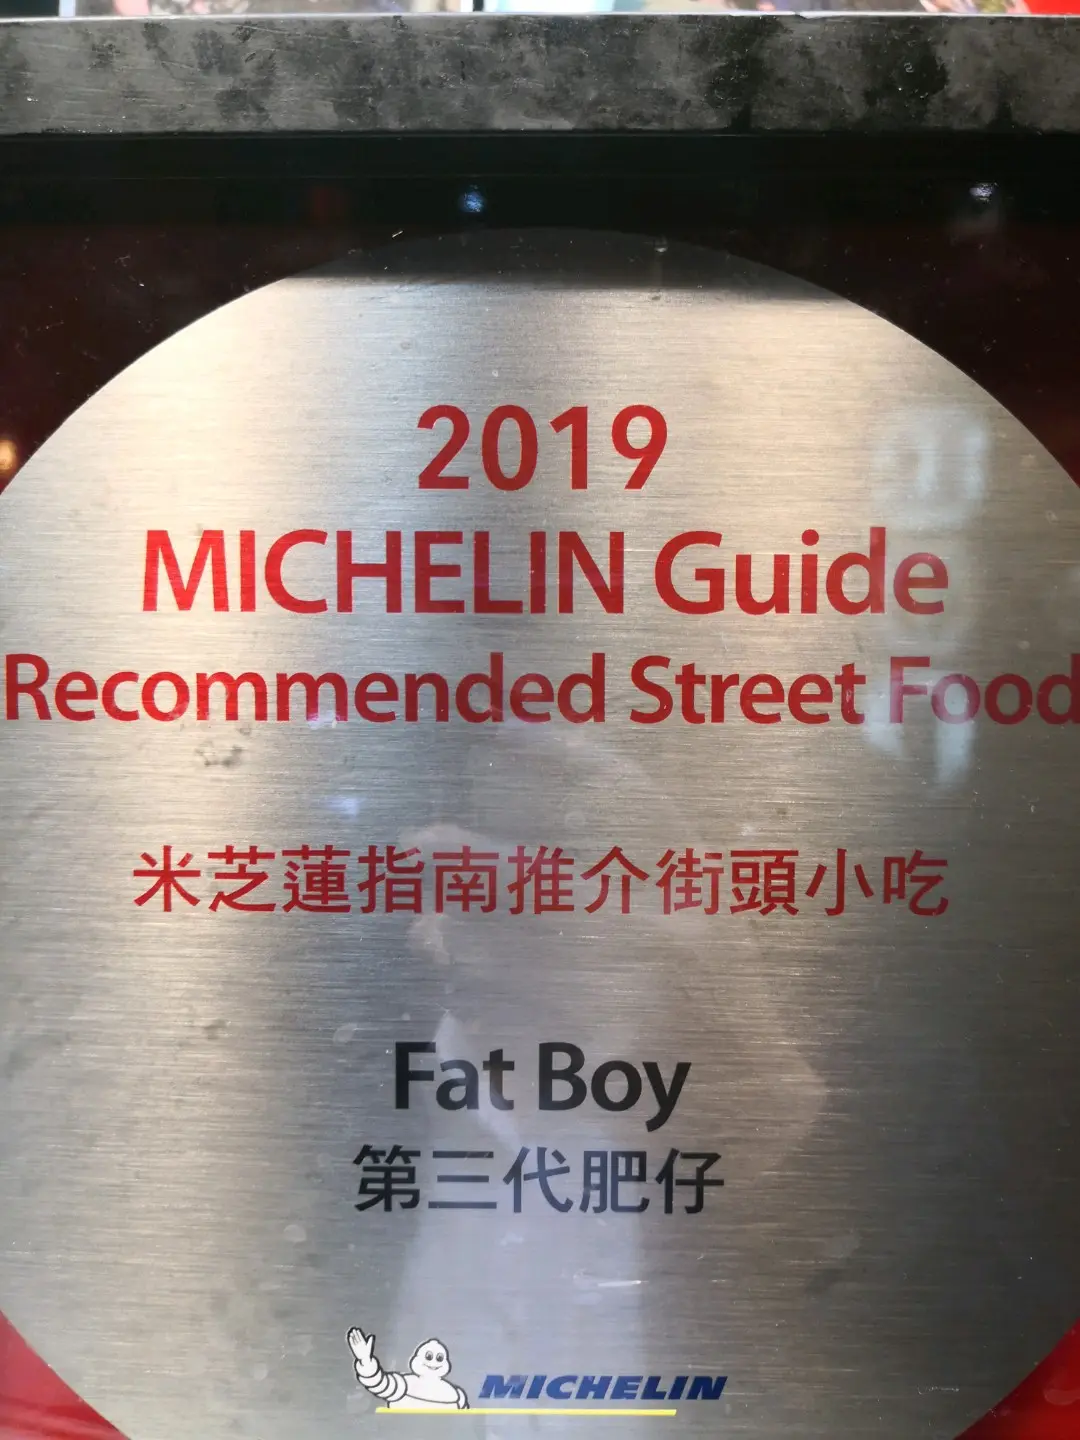 2019
MICHELIN Guide
Recommended Street Food
米芝蓮指南推介街頭小吃
Fat Boy
第三代肥仔
MICHELIN